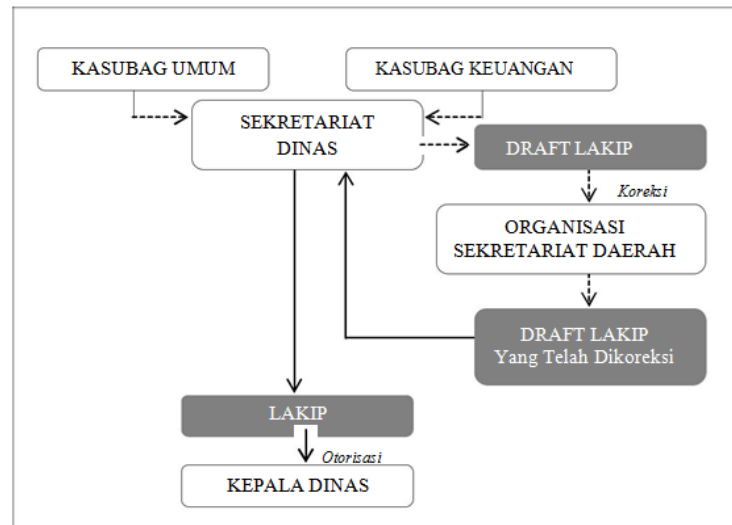 KASUBAG UMUM
KASUBAG KEUANGAN
SEKRETARIAT
DINAS
DRAFT LAKIP
Koreksi
ORGANISASI
SEKRETARIAT DAERAH
DRAFT LAKIP
Yang Telah Dikoreksi
LAKIP
Otorisasi
KEPALA DINAS